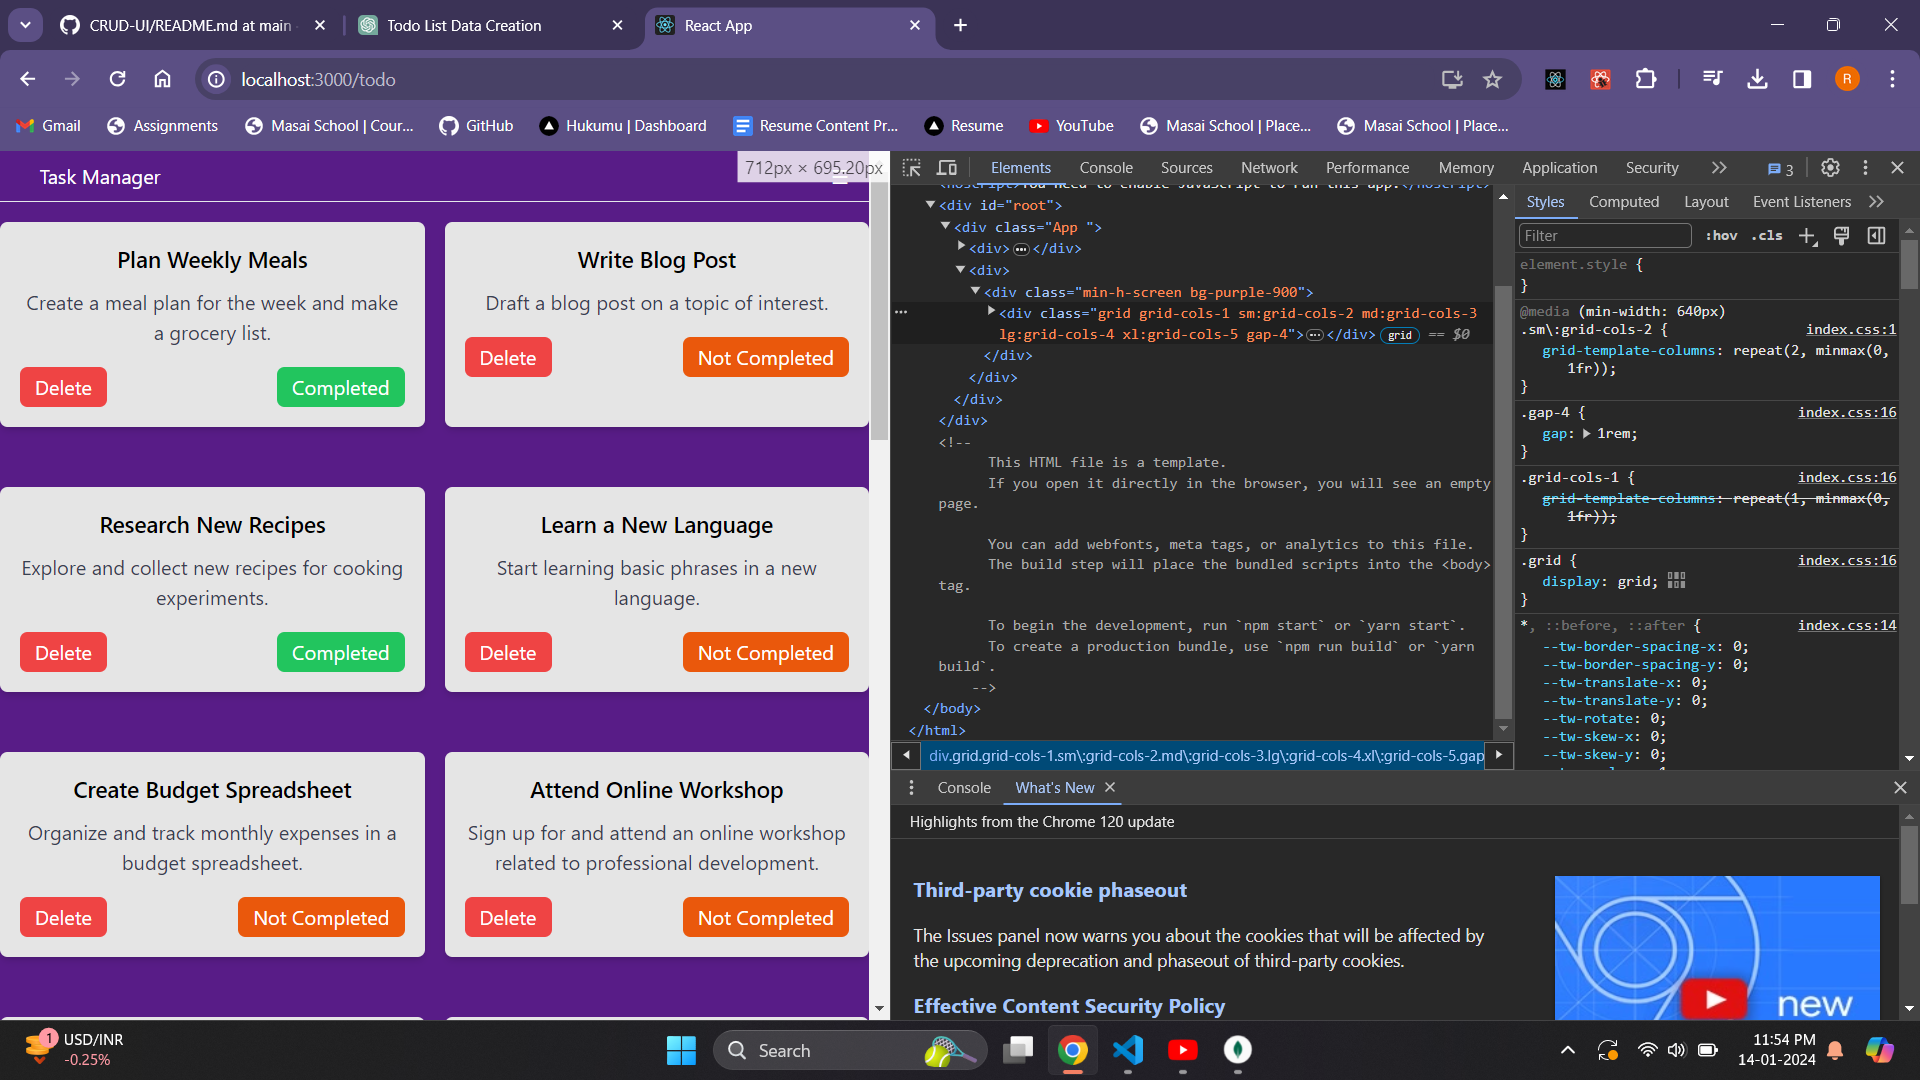 CRUD-UI/README.md at main
Todo List Data Creation
React App
localhost:3000/todo
R
Gmail
Assignments
Masai School | Cour...
GitHub
Hukumu | Dashboard
Resume Content Pr...
Resume
YouTube
Masai School | Place...
Masai School | Place...
Task Manager
712px × 695.20px
Plan Weekly Meals
Create a meal plan for the week and make
a grocery list.
Delete
Completed
Write Blog Post
Draft a blog post on a topic of interest.
Delete
Not Completed
Research New Recipes
Explore and collect new recipes for cooking
experiments.
Delete
Completed
Learn a New Language
Start learning basic phrases in a new
language.
Delete
Not Completed
Create Budget Spreadsheet
Organize and track monthly expenses in a
budget spreadsheet.
Delete
Not Completed
Attend Online Workshop
Sign up for and attend an online workshop
related to professional development.
Delete
Not Completed
Elements
Console
Sources
Network
Performance
Memory
Application
Security
3
<noscript>You need to enable JavaScript to run this app.</noscript>
<div id="root">
<div class="App ">
<div>…</div>
<div>
<div class="min-h-screen bg-purple-900">
<div class="grid grid-cols-1 sm:grid-cols-2 md:grid-cols-3
lg:grid-cols-4 xl:grid-cols-5 gap-4">…</div> grid == $0
</div>
</div>
</div>
</div>
<!--
This HTML file is a template.
If you open it directly in the browser, you will see an empty
page.
You can add webfonts, meta tags, or analytics to this file.
The build step will place the bundled scripts into the <body>
tag.
To begin the development, run `npm start` or `yarn start`.
To create a production bundle, use `npm run build` or `yarn
build`.
-->
</body>
</html>
div.grid.grid-cols-1.sm\:grid-cols-2.md\:grid-cols-3.lg\:grid-cols-4.xl\:grid-cols-5.gap
Styles
Computed
Layout
Event Listeners
Filter
:hov
.cls
element.style {
}
@media (min-width: 640px)
.sm\:grid-cols-2 { index.css:1
grid-template-columns: repeat(2, minmax(0,
1fr));
}
.gap-4 { index.css:16
gap: 1rem;
}
.grid-cols-1 { index.css:16
grid-template-columns: repeat(1, minmax(0,
1fr));
}
.grid { index.css:16
display: grid;
}
*, ::before, ::after { index.css:14
--tw-border-spacing-x: 0;
--tw-border-spacing-y: 0;
--tw-translate-x: 0;
--tw-translate-y: 0;
--tw-rotate: 0;
--tw-skew-x: 0;
--tw-skew-y: 0;
Console
What's New
Highlights from the Chrome 120 update
Third-party cookie phaseout
The Issues panel now warns you about the cookies that will be affected by
the upcoming deprecation and phaseout of third-party cookies.
Effective Content Security Policy
new
1
USD/INR
-0.25%
Search
11:54 PM
14-01-2024